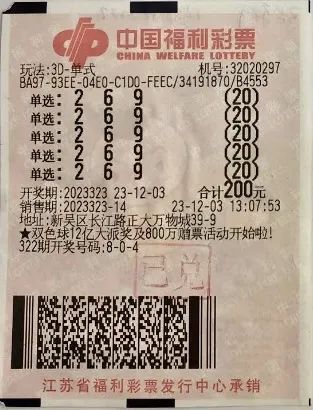 中国福利彩票
CHINA WELFARE LOTTERY
玩法:3D-单式 机号:32020297
BA97-93EE-04E0-C1D0-FEEC/34191870/B4553
单选: 2 6 9 (20)
单选: 2 6 9 (20)
单选: 2 6 9 (20)
单选: 2 6 9 (20)
单选: 2 6 9 (20)
开奖期:2023323 23-12-03 合计200元
销售期:2023323-14 23-12-03 13:07:53
地址:新吴区长江路正大万物城39-9
★双色球12亿大派奖及800万赠票活动开始啦!
322期开奖号码:8-0-4
已兑
江苏省福利彩票发行中心承销